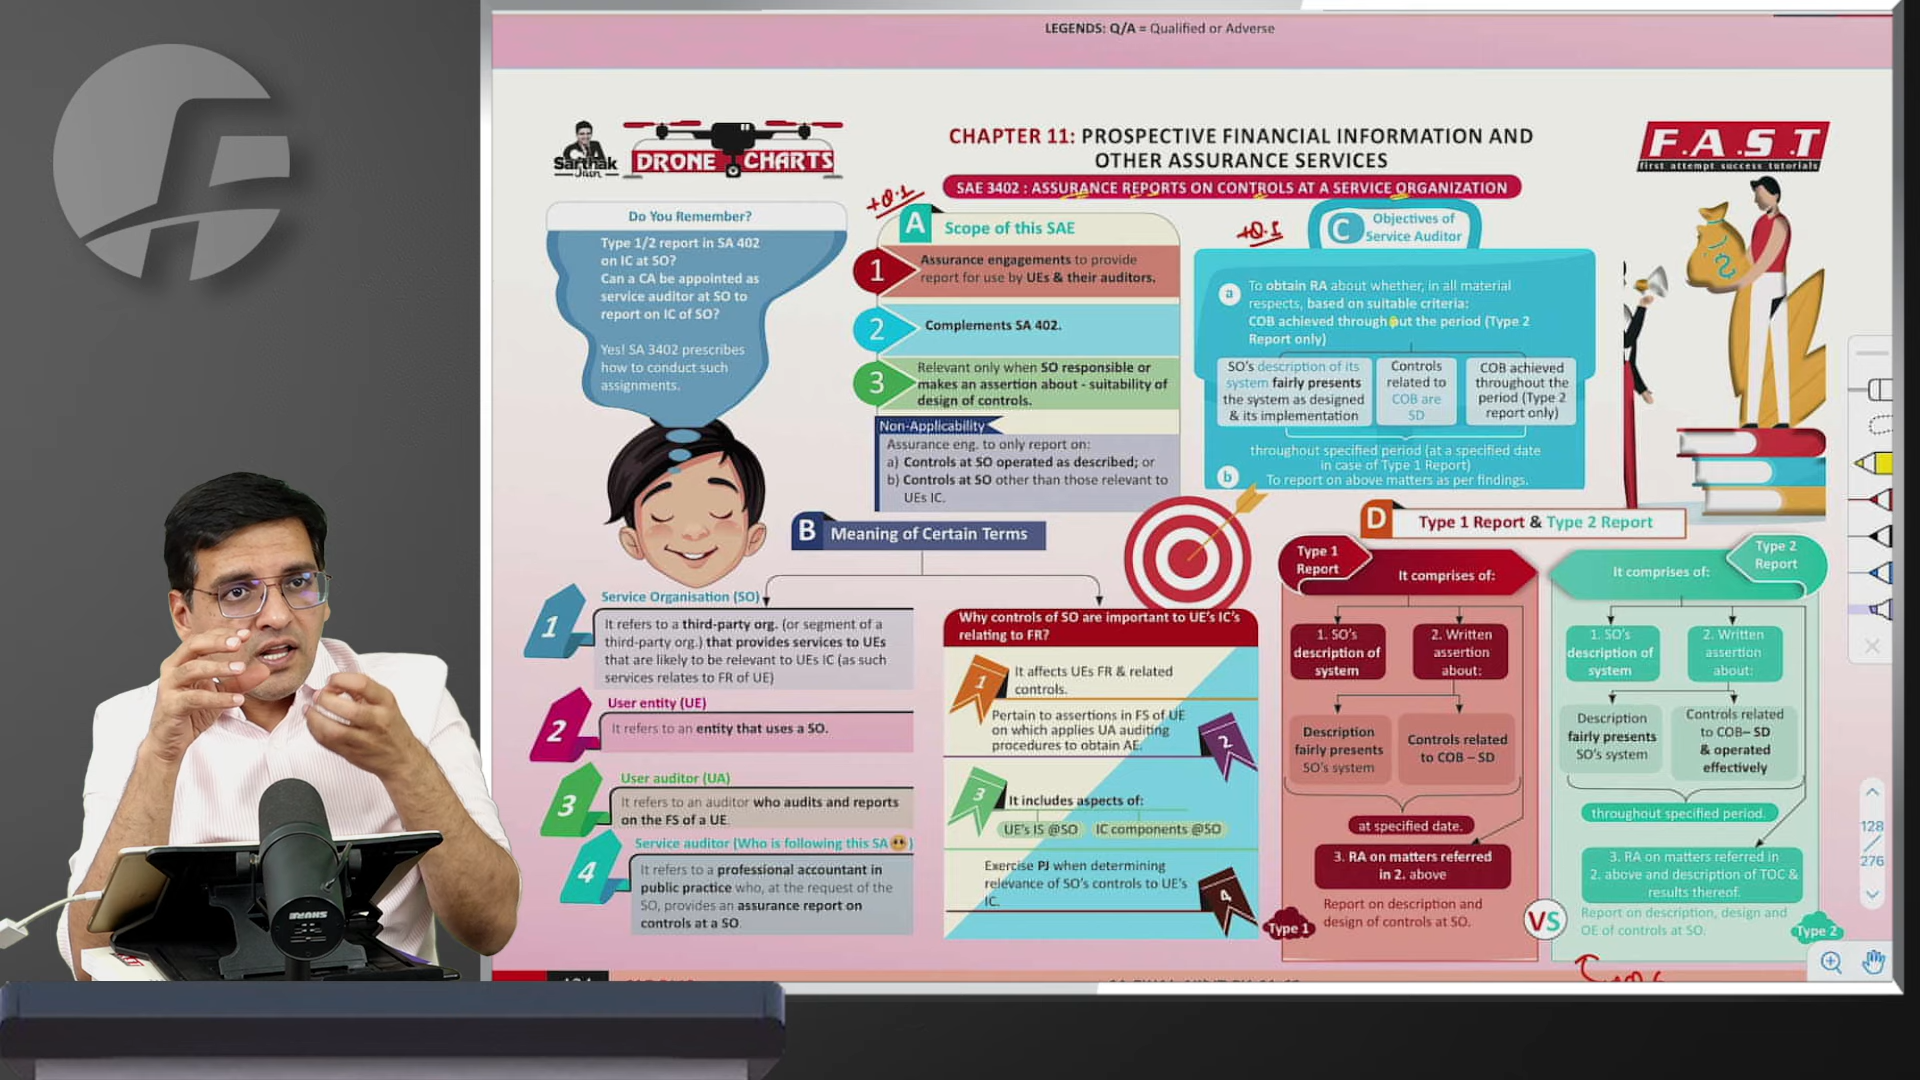 LEGENDS: Q/A = Qualified or Adverse
Sarthak
Jain
DRONE CHARTS
CHAPTER 11: PROSPECTIVE FINANCIAL INFORMATION AND
OTHER ASSURANCE SERVICES
SAE 3402 : ASSURANCE REPORTS ON CONTROLS AT A SERVICE ORGANIZATION
F.A.S.T
first attempt success tutorials
Do You Remember?
Type 1/2 report in SA 402
on IC at SO?
Can a CA be appointed as
service auditor at SO to
report on IC of SO?
Yes! SA 3402 prescribes
how to conduct such
assignments.
+Q.1
A Scope of this SAE
1 Assurance engagements to provide
report for use by UEs & their auditors.
2 Complements SA 402.
3 Relevant only when SO responsible or
makes an assertion about - suitability of
design of controls.
Non-Applicability
Assurance eng. to only report on:
a) Controls at SO operated as described; or
b) Controls at SO other than those relevant to
UEs IC.
+Q.1
C Objectives of
Service Auditor
a To obtain RA about whether, in all material
respects, based on suitable criteria:
COB achieved throughout the period (Type 2
Report only)
SO's description of its
system fairly presents
the system as designed
& its implementation
Controls
related to
COB are
SD
COB achieved
throughout the
period (Type 2
report only)
throughout specified period (at a specified date
in case of Type 1 Report)
b To report on above matters as per findings.
B Meaning of Certain Terms
1 Service Organisation (SO)
It refers to a third-party org. (or segment of a
third-party org.) that provides services to UEs
that are likely to be relevant to UEs IC (as such
services relates to FR of UE)
2 User entity (UE)
It refers to an entity that uses a SO.
3 User auditor (UA)
It refers to an auditor who audits and reports
on the FS of a UE.
4 Service auditor (Who is following this SA 😃)
It refers to a professional accountant in
public practice who, at the request of the
SO, provides an assurance report on
controls at a SO.
Why controls of SO are important to UE's IC's
relating to FR?
1 It affects UEs FR & related
controls.
Pertain to assertions in FS of UE
on which applies UA auditing
procedures to obtain AE.
2
3 It includes aspects of:
UE's IS @SO IC components @SO
Exercise PJ when determining
relevance of SO's controls to UE's
IC.
4
D Type 1 Report & Type 2 Report
Type 1
Report
It comprises of:
1. SO's
description of
system
2. Written
assertion
about:
Description
fairly presents
SO's system
Controls related
to COB – SD
at specified date.
3. RA on matters referred
in 2. above
Type 1
Report on description and
design of controls at SO.
VS
Type 2
Report
It comprises of:
1. SO's
description of
system
2. Written
assertion
about:
Description
fairly presents
SO's system
Controls related
to COB– SD
& operated
effectively
throughout specified period.
3. RA on matters referred in
2. above and description of TOC &
results thereof.
Report on description, design and
OE of controls at SO.
Type 2
128
276
SHURE